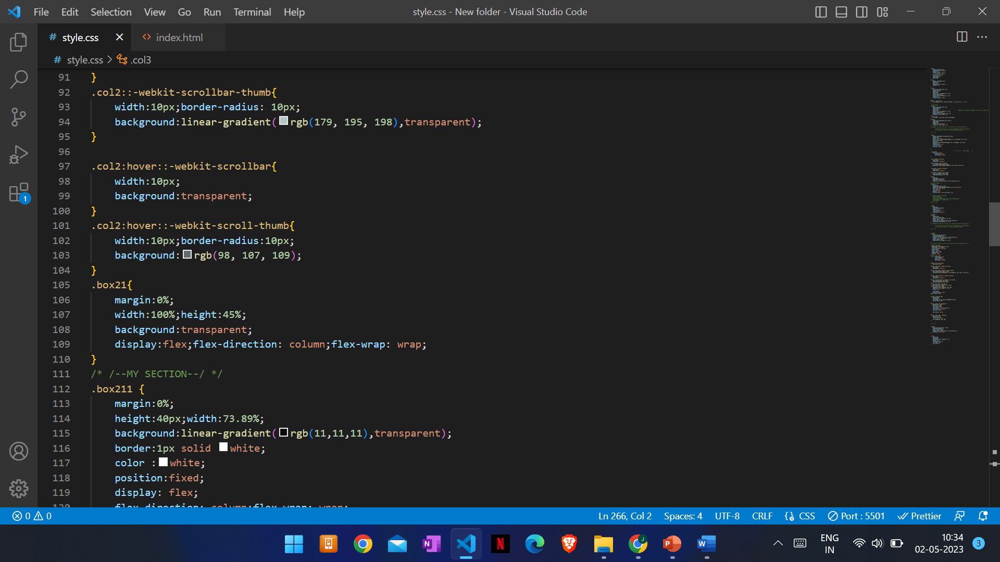 File Edit Selection View Go Run Terminal Help style.css - New folder - Visual Studio Code
# style.css <> index.html
# style.css > .col3
91 }
92 .col2::-webkit-scrollbar-thumb{
93 width:10px;border-radius: 10px;
94 background:linear-gradient(rgb(179, 195, 198),transparent);
95 }
96
97 .col2:hover::-webkit-scrollbar{
98 width:10px;
99 background:transparent;
100 }
101 .col2:hover::-webkit-scroll-thumb{
102 width:10px;border-radius:10px;
103 background:rgb(98, 107, 109);
104 }
105 .box21{
106 margin:0%;
107 width:100%;height:45%;
108 background:transparent;
109 display:flex;flex-direction: column;flex-wrap: wrap;
110 }
111 /* /--MY SECTION--/ */
112 .box211 {
113 margin:0%;
114 height:40px;width:73.89%;
115 background:linear-gradient(rgb(11,11,11),transparent);
116 border:1px solid white;
117 color :white;
118 position:fixed;
119 display: flex;
120 flex-direction: column;flex-wrap: wrap;
1
0 0 Ln 266, Col 2 Spaces: 4 UTF-8 CRLF {} CSS Port : 5501 Prettier
N N J P W ENG IN 10:34 02-05-2023 3